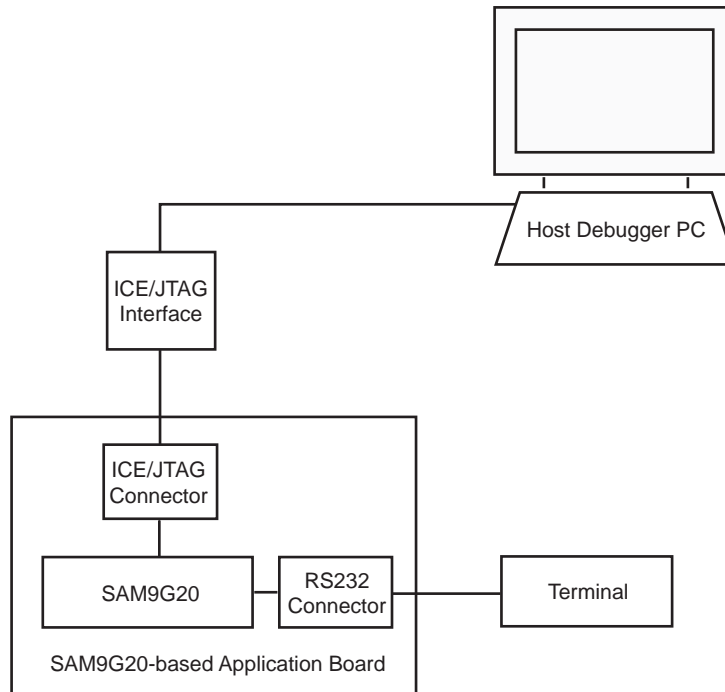 Host Debugger PC
ICE/JTAG
Interface
ICE/JTAG
Connector
SAM9G20
RS232
Connector
Terminal
SAM9G20-based Application Board